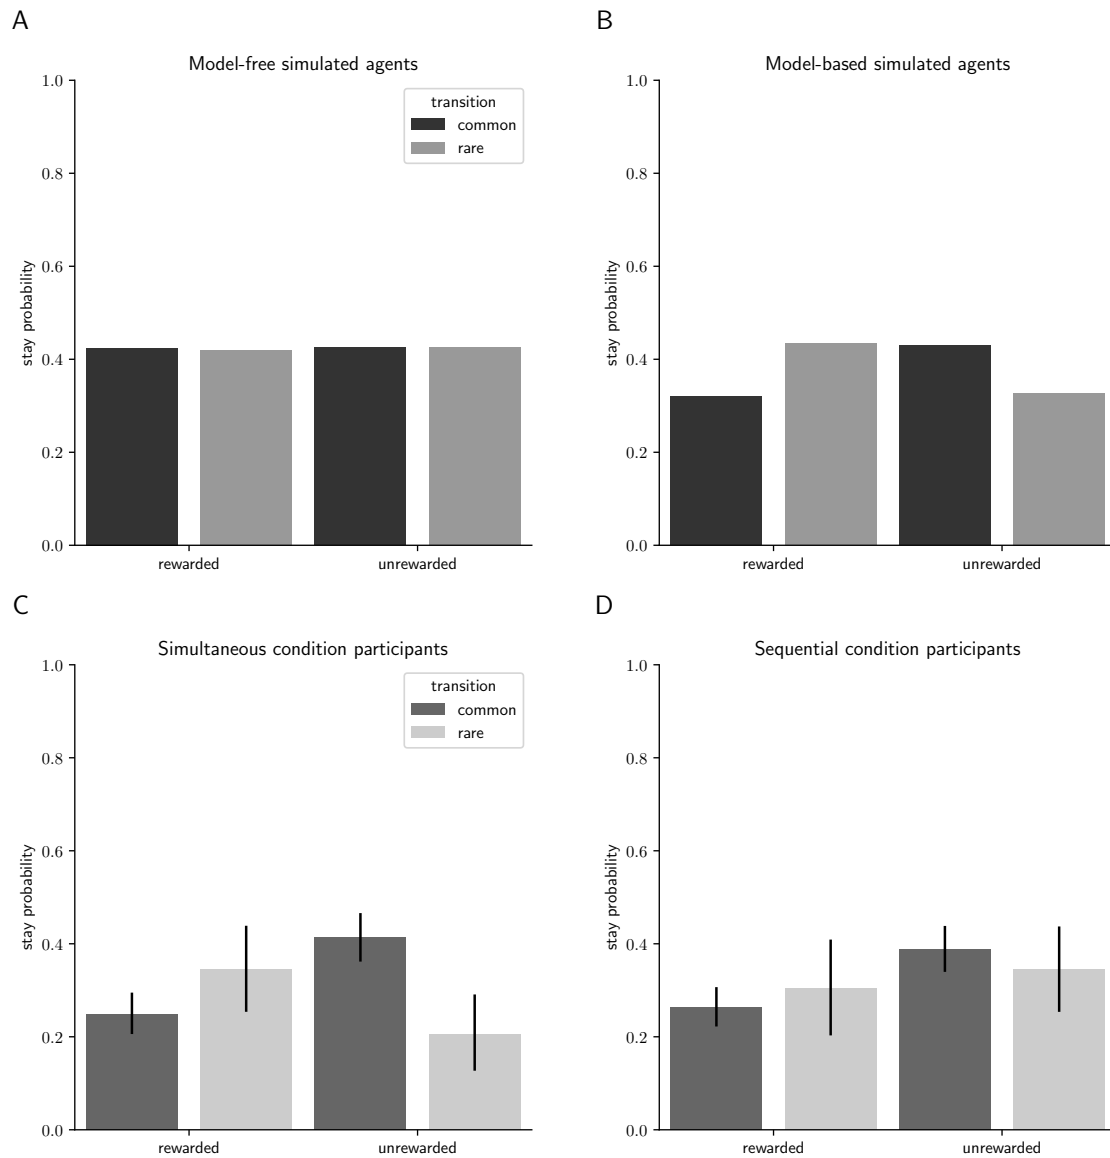 A
Model-free simulated agents
transition
common
rare
1.0
0.8
0.6
0.4
0.2
0.0
stay probability
rewarded
unrewarded
B
Model-based simulated agents
1.0
0.8
0.6
0.4
0.2
0.0
stay probability
rewarded
unrewarded
C
Simultaneous condition participants
transition
common
rare
1.0
0.8
0.6
0.4
0.2
0.0
stay probability
rewarded
unrewarded
D
Sequential condition participants
1.0
0.8
0.6
0.4
0.2
0.0
stay probability
rewarded
unrewarded